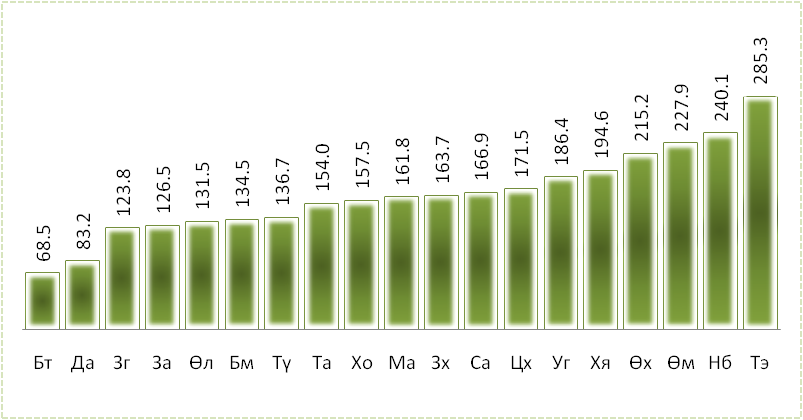 68.5 83.2 123.8 126.5 131.5 134.5 136.7 154.0 157.5 161.8 163.7 166.9 171.5 186.4 194.6 215.2 227.9 240.1 285.3
Бт Да Зг За Өл Бм Тү Та Хо Ма Зх Са Цх Уг Хя Өх Өм Нб Тэ